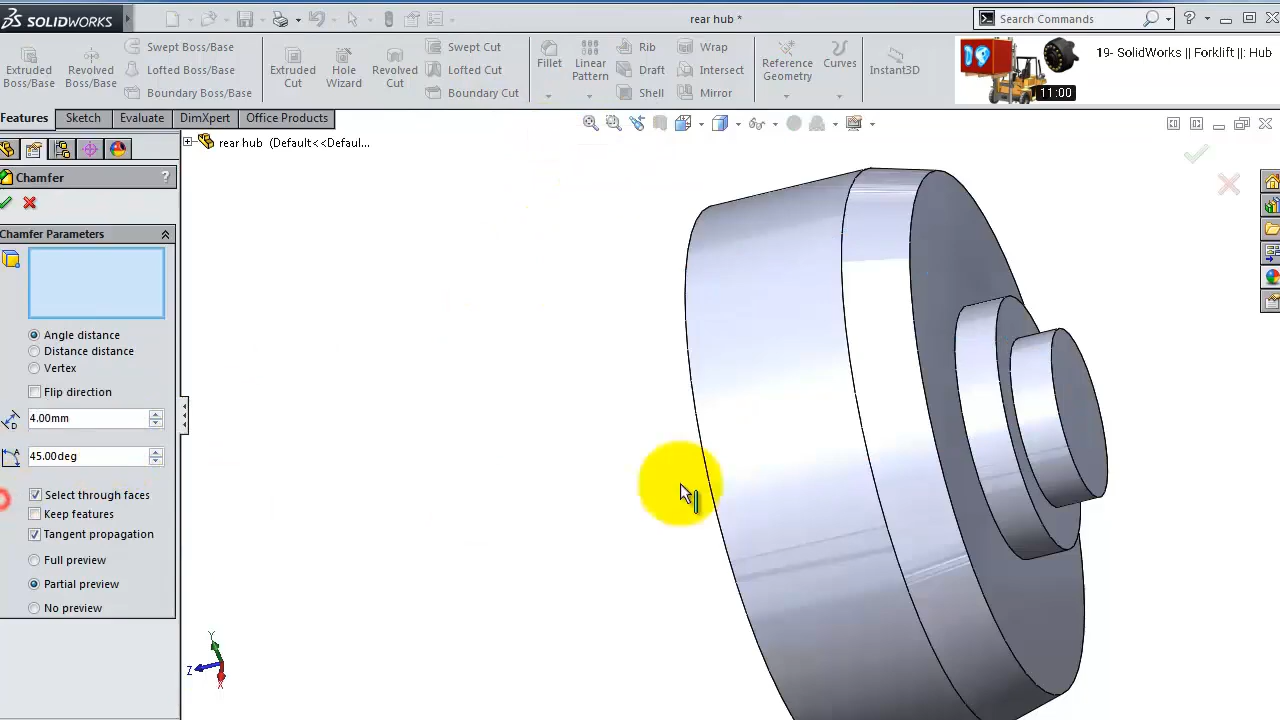 SOLIDWORKS
rear hub *
Search Commands
Extruded Boss/Base
Revolved Boss/Base
Swept Boss/Base
Lofted Boss/Base
Boundary Boss/Base
Extruded Cut
Hole Wizard
Revolved Cut
Swept Cut
Lofted Cut
Boundary Cut
Fillet
Linear Pattern
Rib
Draft
Shell
Wrap
Intersect
Mirror
Reference Geometry
Curves
Instant3D
19- SolidWorks || Forklift ||: Hub
11:00
Features
Sketch
Evaluate
DimXpert
Office Products
rear hub (Default<<Defaul...
Chamfer
?
Chamfer Parameters
Angle distance
Distance distance
Vertex
Flip direction
4.00mm
45.00deg
Select through faces
Keep features
Tangent propagation
Full preview
Partial preview
No preview
Y
Z
X